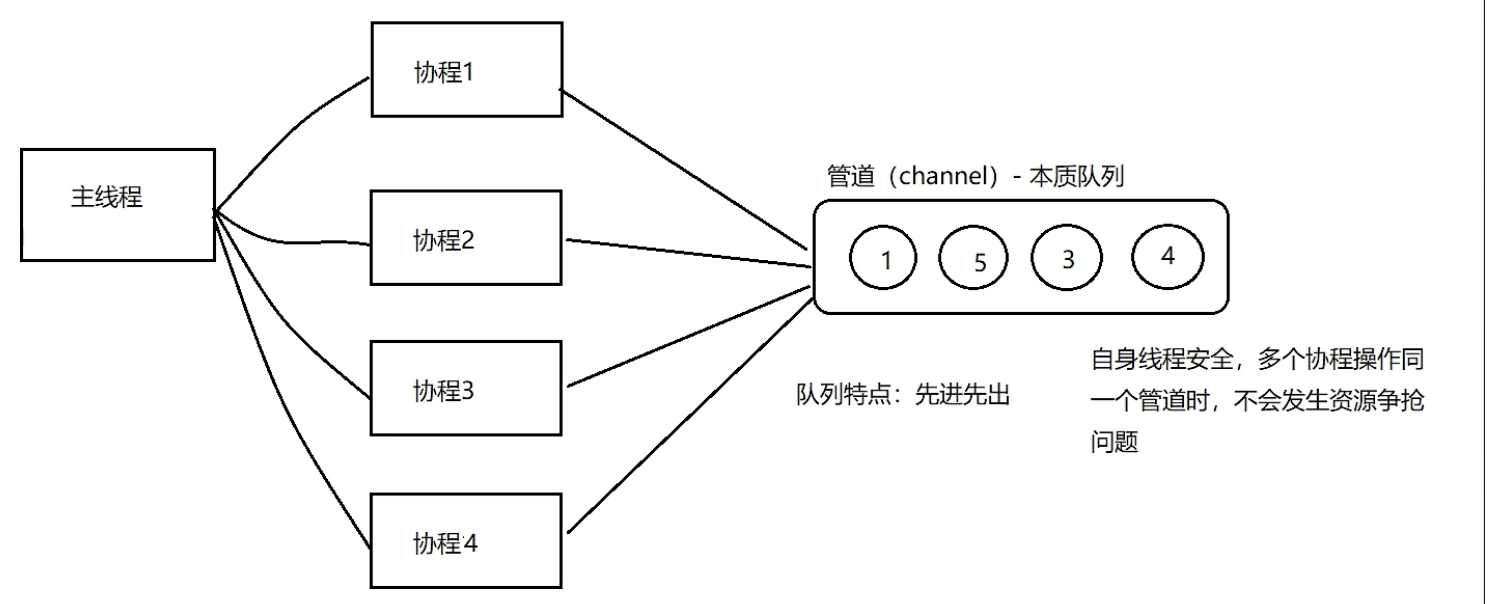 协程1
主线程
管道（channel）- 本质队列
协程2
1
5
3
4
自身线程安全，多个协程操作同
一个管道时，不会发生资源争抢
问题
协程3
队列特点：先进先出
协程4